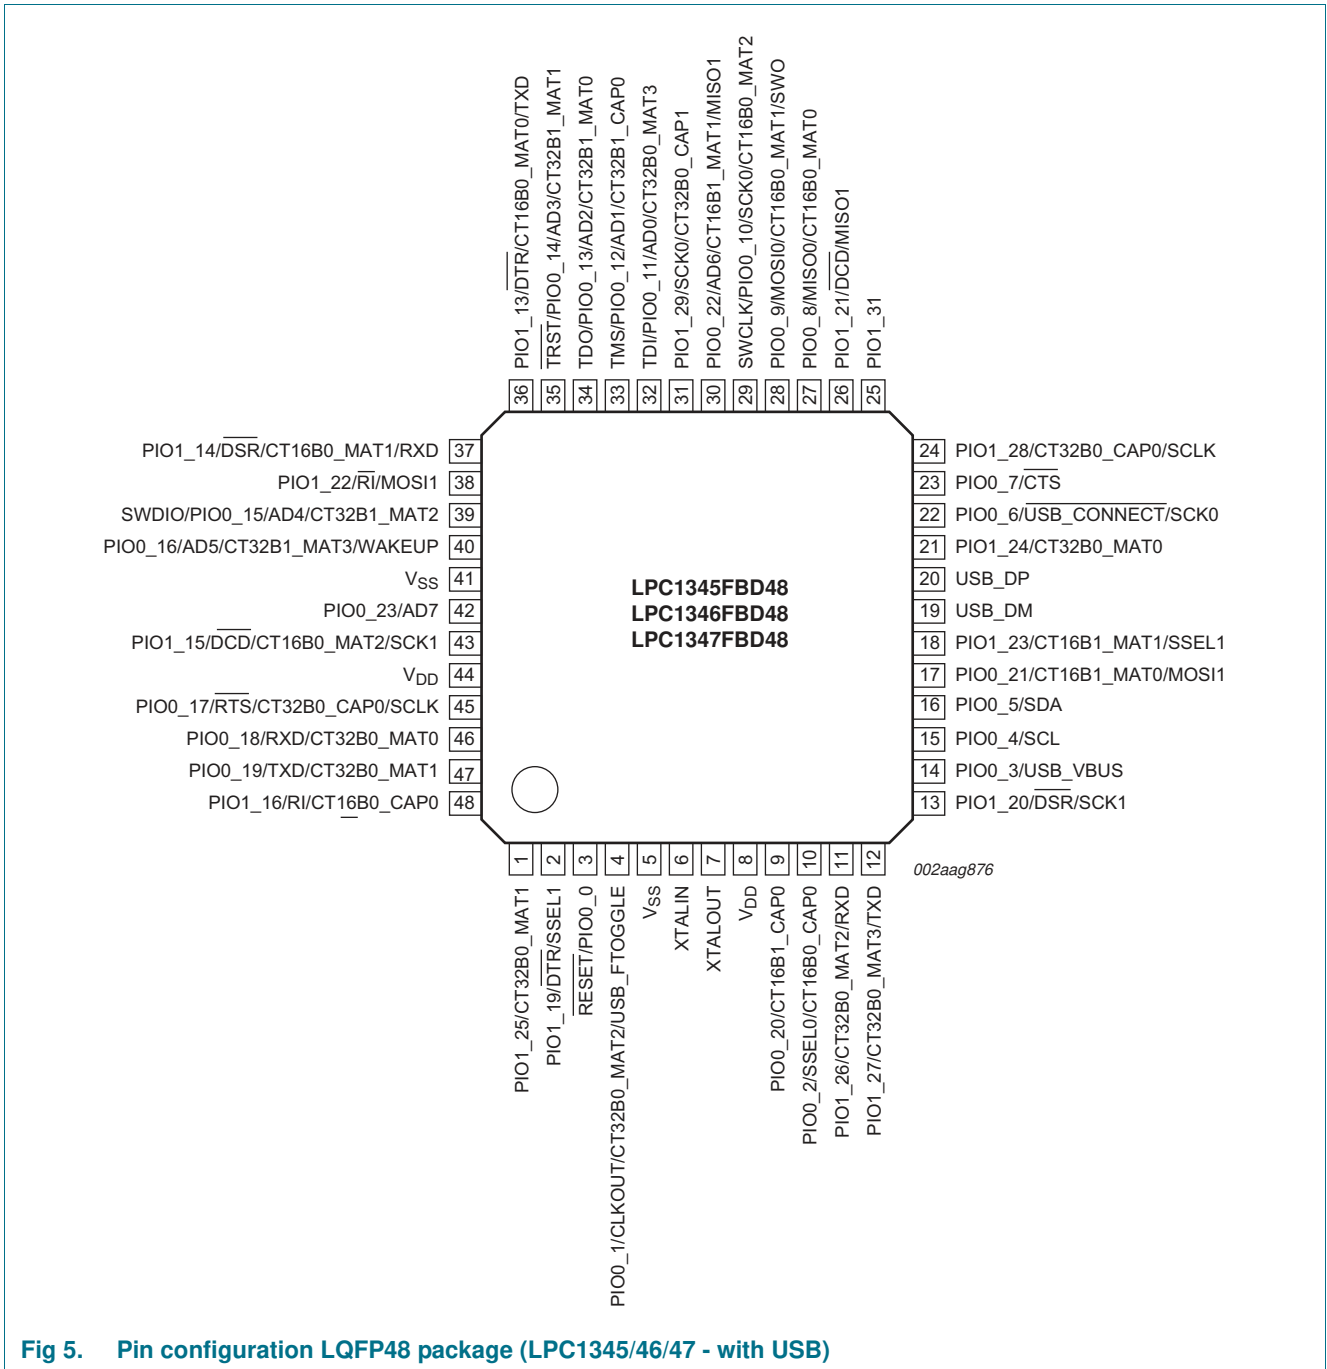 PIO1_13/DTR/CT16B0_MAT0/TXD
TRST/PIO0_14/AD3/CT32B1_MAT1
TDO/PIO0_13/AD2/CT32B1_MAT0
TMS/PIO0_12/AD1/CT32B1_CAP0
TDI/PIO0_11/AD0/CT32B0_MAT3
PIO1_29/SCK0/CT32B0_CAP1
PIO0_22/AD6/CT16B1_MAT1/MISO1
SWCLK/PIO0_10/SCK0/CT16B0_MAT2
PIO0_9/MOSI0/CT16B0_MAT1/SWO
PIO0_8/MISO0/CT16B0_MAT0
PIO1_21/DCD/MISO1
PIO1_31
36 35 34 33 32 31 30 29 28 27 26 25
PIO1_14/DSR/CT16B0_MAT1/RXD 37
PIO1_22/RI/MOSI1 38
SWDIO/PIO0_15/AD4/CT32B1_MAT2 39
PIO0_16/AD5/CT32B1_MAT3/WAKEUP 40
VSS 41
PIO0_23/AD7 42
PIO1_15/DCD/CT16B0_MAT2/SCK1 43
VDD 44
PIO0_17/RTS/CT32B0_CAP0/SCLK 45
PIO0_18/RXD/CT32B0_MAT0 46
PIO0_19/TXD/CT32B0_MAT1 47
PIO1_16/RI/CT16B0_CAP0 48
LPC1345FBD48
LPC1346FBD48
LPC1347FBD48
24 PIO1_28/CT32B0_CAP0/SCLK
23 PIO0_7/CTS
22 PIO0_6/USB_CONNECT/SCK0
21 PIO1_24/CT32B0_MAT0
20 USB_DP
19 USB_DM
18 PIO1_23/CT16B1_MAT1/SSEL1
17 PIO0_21/CT16B1_MAT0/MOSI1
16 PIO0_5/SDA
15 PIO0_4/SCL
14 PIO0_3/USB_VBUS
13 PIO1_20/DSR/SCK1
1 2 3 4 5 6 7 8 9 10 11 12
PIO1_25/CT32B0_MAT1
PIO1_19/DTR/SSEL1
RESET/PIO0_0
PIO0_1/CLKOUT/CT32B0_MAT2/USB_FTOGGLE
VSS
XTALIN
XTALOUT
VDD
PIO0_20/CT16B1_CAP0
PIO0_2/SSEL0/CT16B0_CAP0
PIO1_26/CT32B0_MAT2/RXD
PIO1_27/CT32B0_MAT3/TXD
002aag876
Fig 5. Pin configuration LQFP48 package (LPC1345/46/47 - with USB)